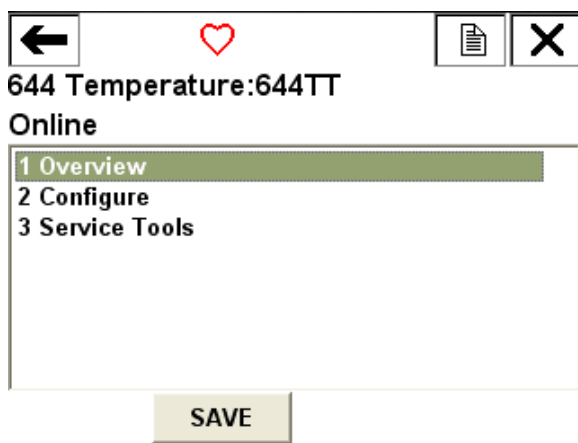 644 Temperature:644TT
Online
1 Overview
2 Configure
3 Service Tools
SAVE